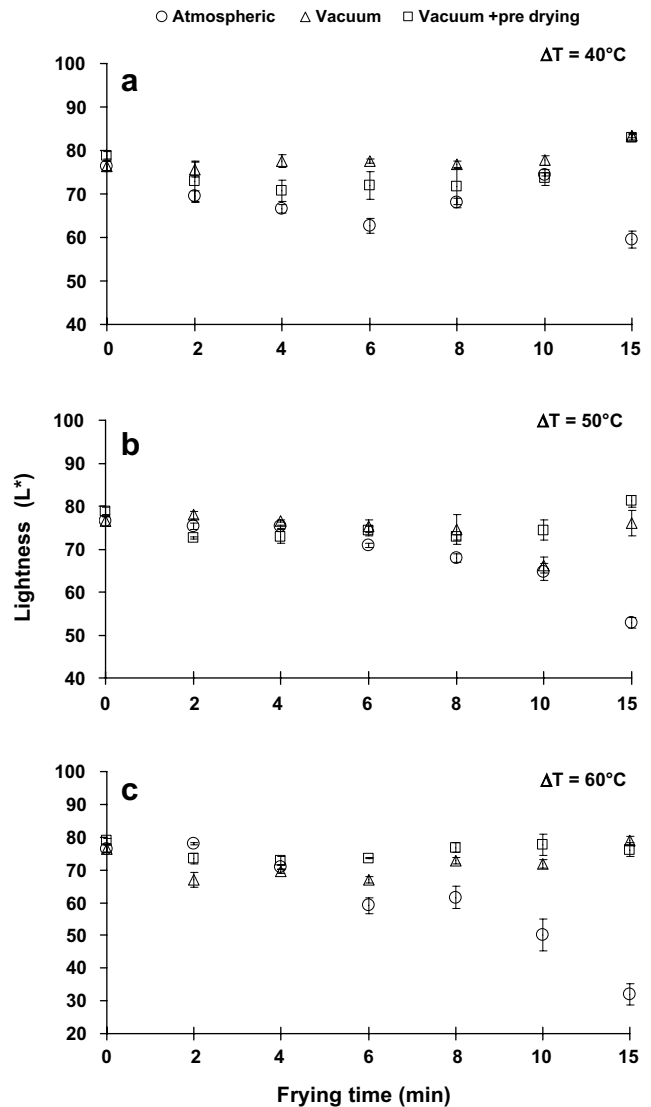 Atmospheric Vacuum Vacuum +pre drying
a
ΔT = 40°C
100
90
80
70
60
50
40
0 2 4 6 8 10 15
b
ΔT = 50°C
100
90
80
70
60
50
40
0 2 4 6 8 10 15
Lightness (L*)
c
ΔT = 60°C
100
90
80
70
60
50
40
30
20
0 2 4 6 8 10 15
Frying time (min)